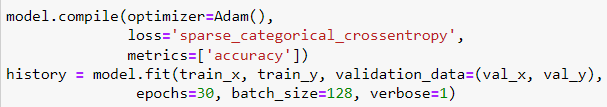 model.compile(optimizer=Adam(),
              loss='sparse_categorical_crossentropy',
              metrics=['accuracy'])
history = model.fit(train_x, train_y, validation_data=(val_x, val_y),
                epochs=30, batch_size=128, verbose=1)